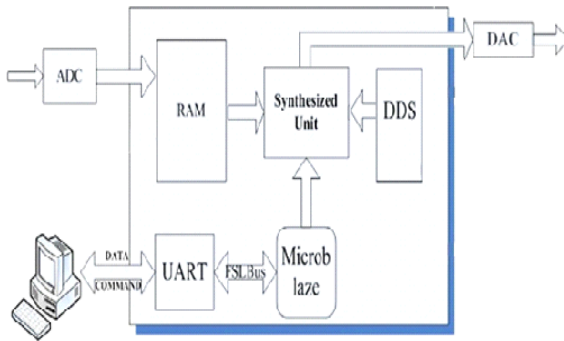 ADC
RAM
Synthesized
Unit
DDS
DAC
DATA
COMMAND
UART
FSLBus
Microb
laze